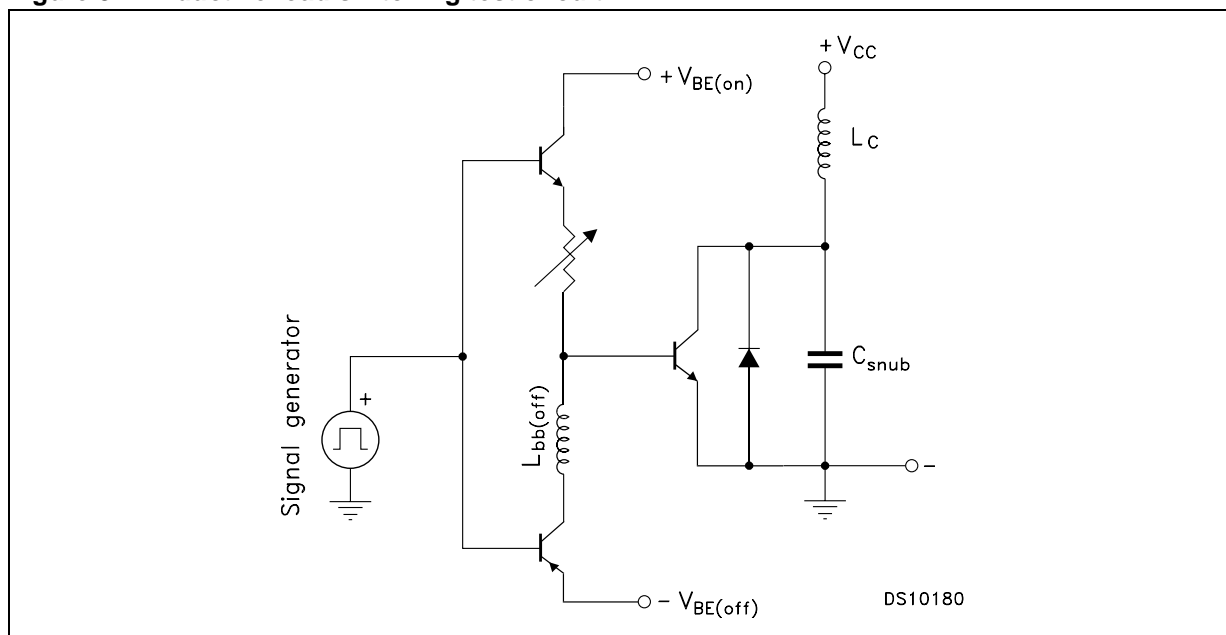 + V_CC
+ V_BE(on)
L_C
Signal generator
+
L_bb(off)
C_snub
-
- V_BE(off)
DS10180